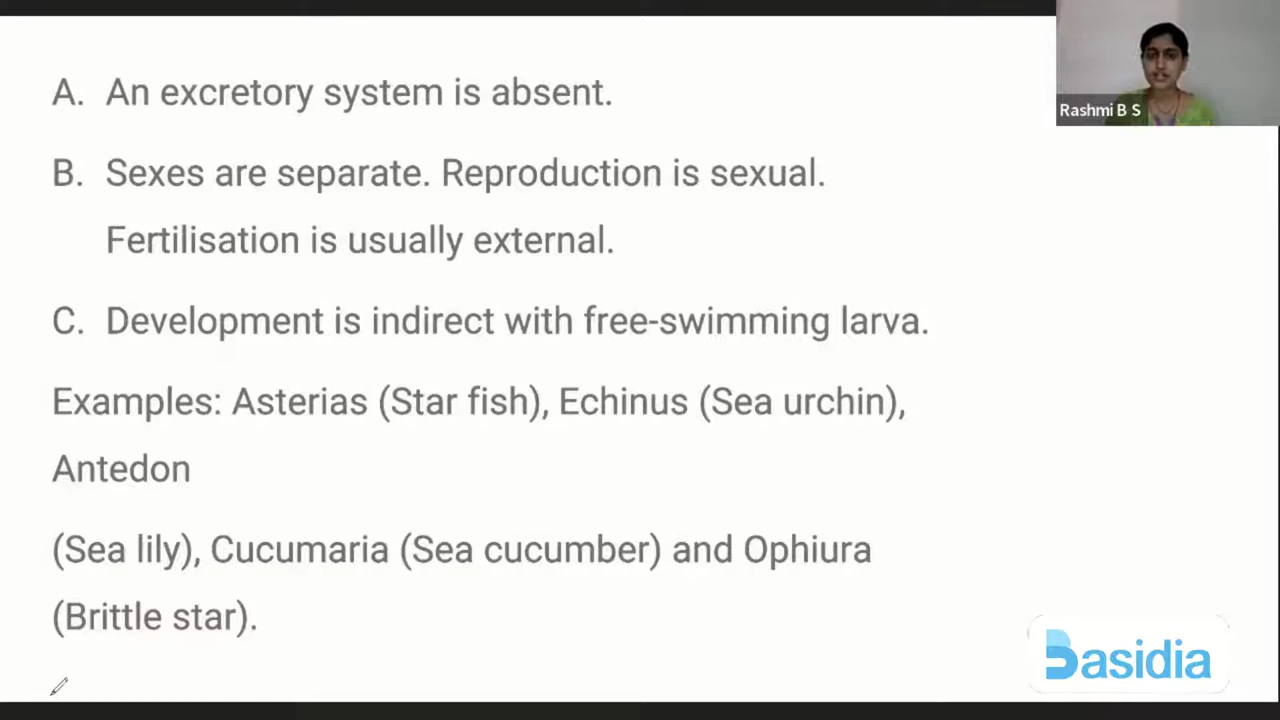 A. An excretory system is absent.
Rashmi B S
B. Sexes are separate. Reproduction is sexual.
Fertilisation is usually external.
C. Development is indirect with free-swimming larva.
Examples: Asterias (Star fish), Echinus (Sea urchin),
Antedon
(Sea lily), Cucumaria (Sea cucumber) and Ophiura
(Brittle star).
Basidia